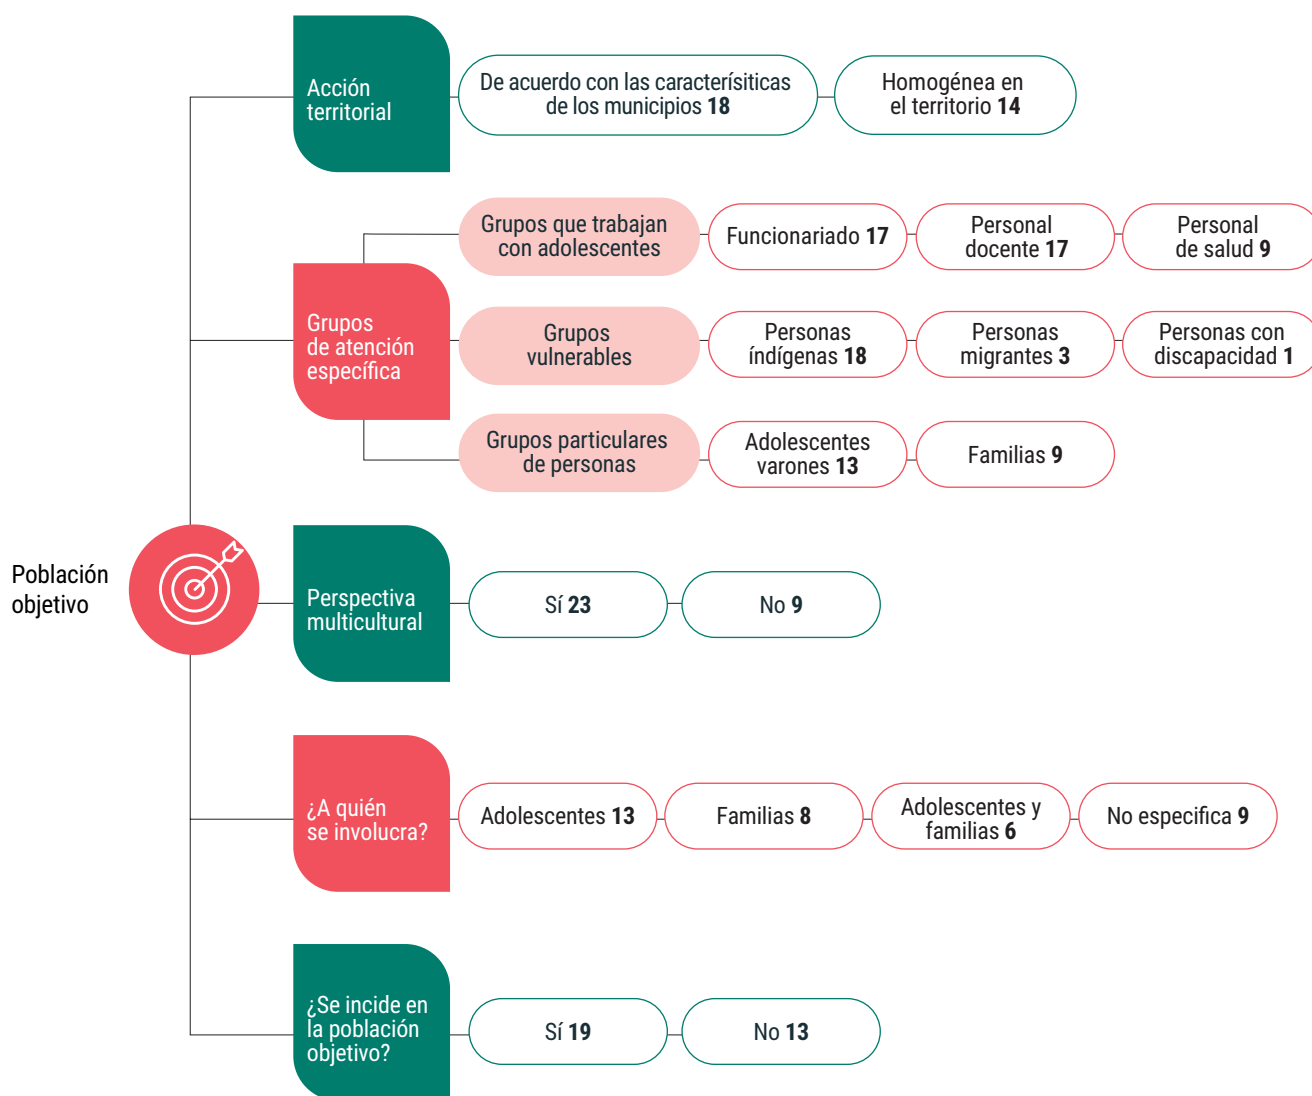 Acción
territorial
De acuerdo con las caracterísiticas
de los municipios 18
Homogénea en
el territorio 14
Grupos
de atención
específica
Grupos que trabajan
con adolescentes
Funcionariado 17
Personal
docente 17
Personal
de salud 9
Grupos
vulnerables
Personas
índígenas 18
Personas
migrantes 3
Personas con
discapacidad 1
Grupos particulares
de personas
Adolescentes
varones 13
Familias 9
Población
objetivo
Perspectiva
multicultural
Sí 23
No 9
¿A quién
se involucra?
Adolescentes 13
Familias 8
Adolescentes y
familias 6
No especifica 9
¿Se incide en
la población
objetivo?
Sí 19
No 13